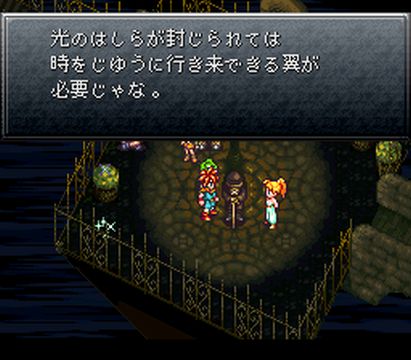 光のはしらが封じられては
時をじゆうに行き来できる翼が
必要じゃな。